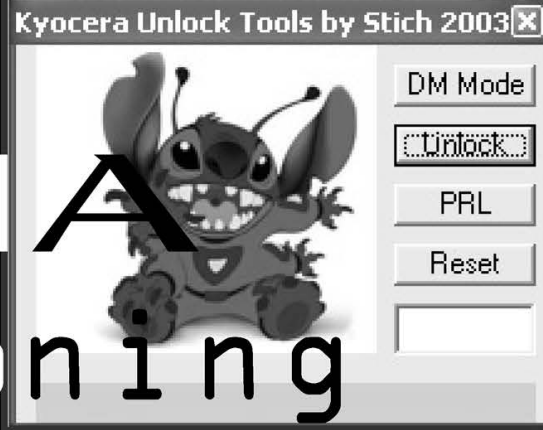 Kyocera Unlock Tools by Stich 2003
DM Mode
Unlock
PRL
Reset
A
ning